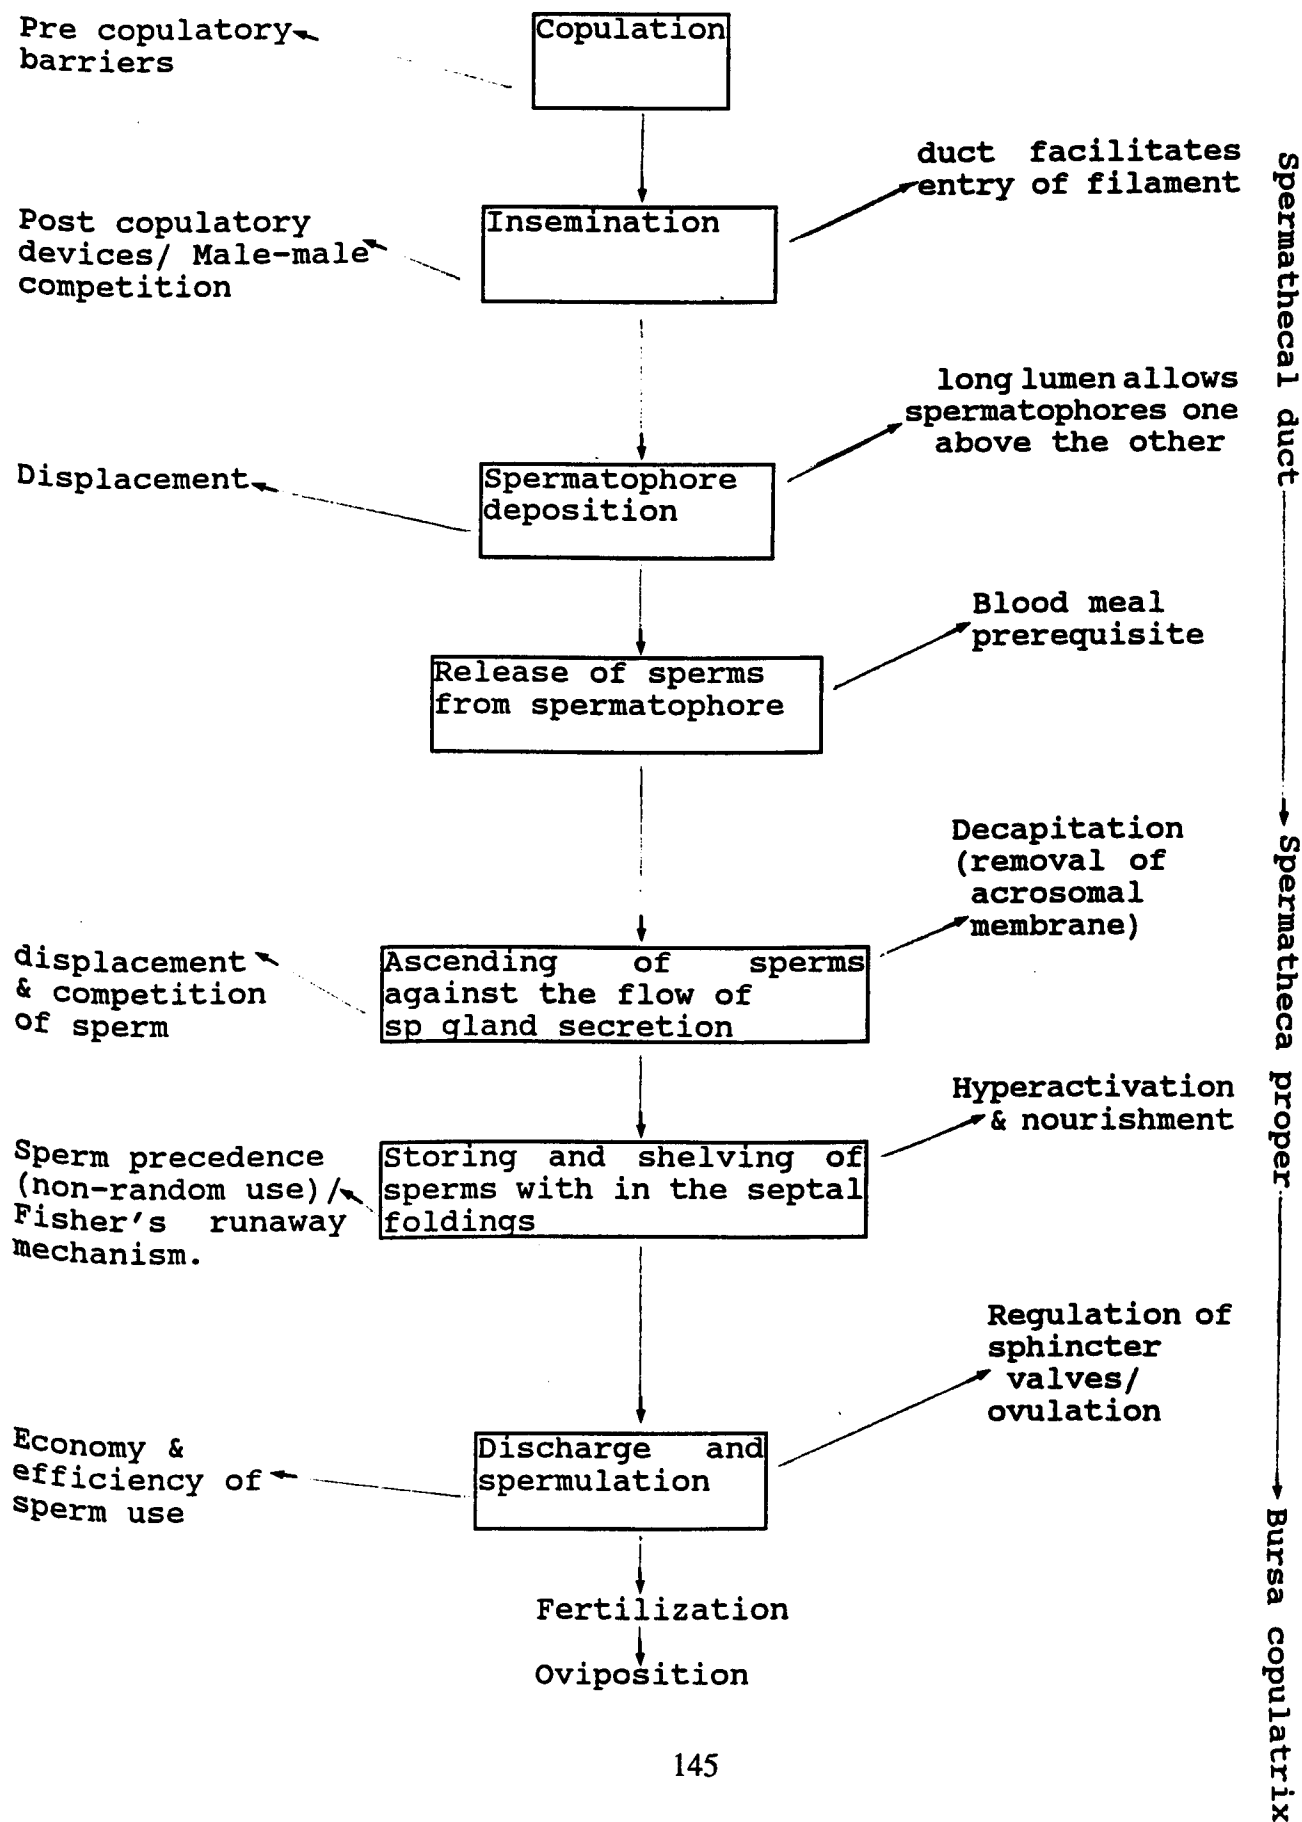 Pre copulatory
barriers
Copulation
duct facilitates
entry of filament
Post copulatory
devices/ Male-male
competition
Insemination
long lumen allows
spermatophores one
above the other
Displacement
Spermatophore
deposition
Blood meal
prerequisite
Release of sperms
from spermatophore
Decapitation
(removal of
acrosomal
membrane)
displacement
& competition
of sperm
Ascending of sperms
against the flow of
sp gland secretion
Hyperactivation
& nourishment
Sperm precedence
(non-random use)/
Fisher's runaway
mechanism.
Storing and shelving of
sperms with in the septal
foldings
Regulation of
sphincter
valves/
ovulation
Economy &
efficiency of
sperm use
Discharge and
spermulation
Fertilization
Oviposition
Spermathecal duct
Spermatheca proper
Bursa copulatrix
145